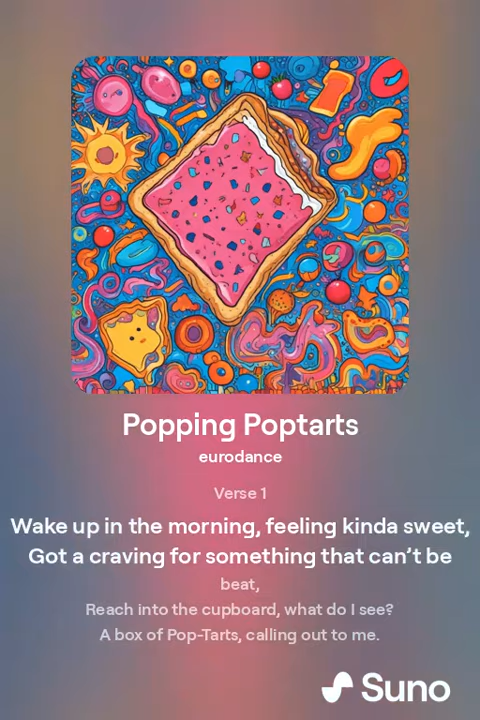 Popping Poptarts
eurodance
Verse 1
Wake up in the morning, feeling kinda sweet,
Got a craving for something that can't be
beat,
Reach into the cupboard, what do I see?
A box of Pop-Tarts, calling out to me.
Suno